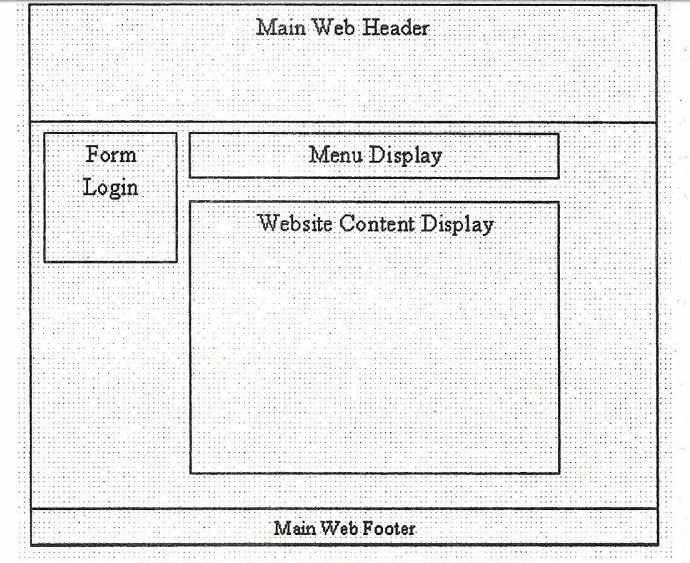 Main Web Header
Form
Login
Menu Display
Website Content Display
Main Web Footer